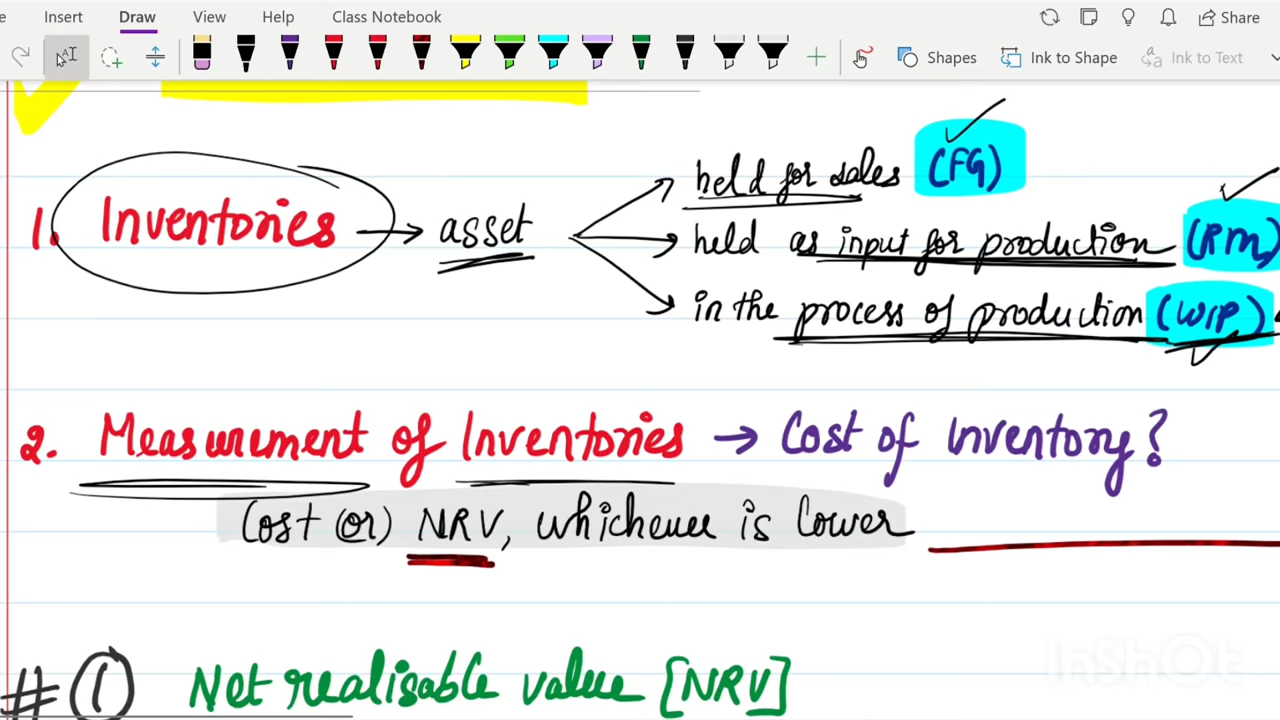 Insert Draw View Help Class Notebook Share
Shapes Ink to Shape Ink to Text
held for sales (FG)
1. Inventories → asset
held as input for production (RM)
in the process of production (WIP)
2. Measurement of Inventories → Cost of inventory?
Cost (or) NRV, whichever is lower
# 1 Net realisable value [NRV]
InShOt